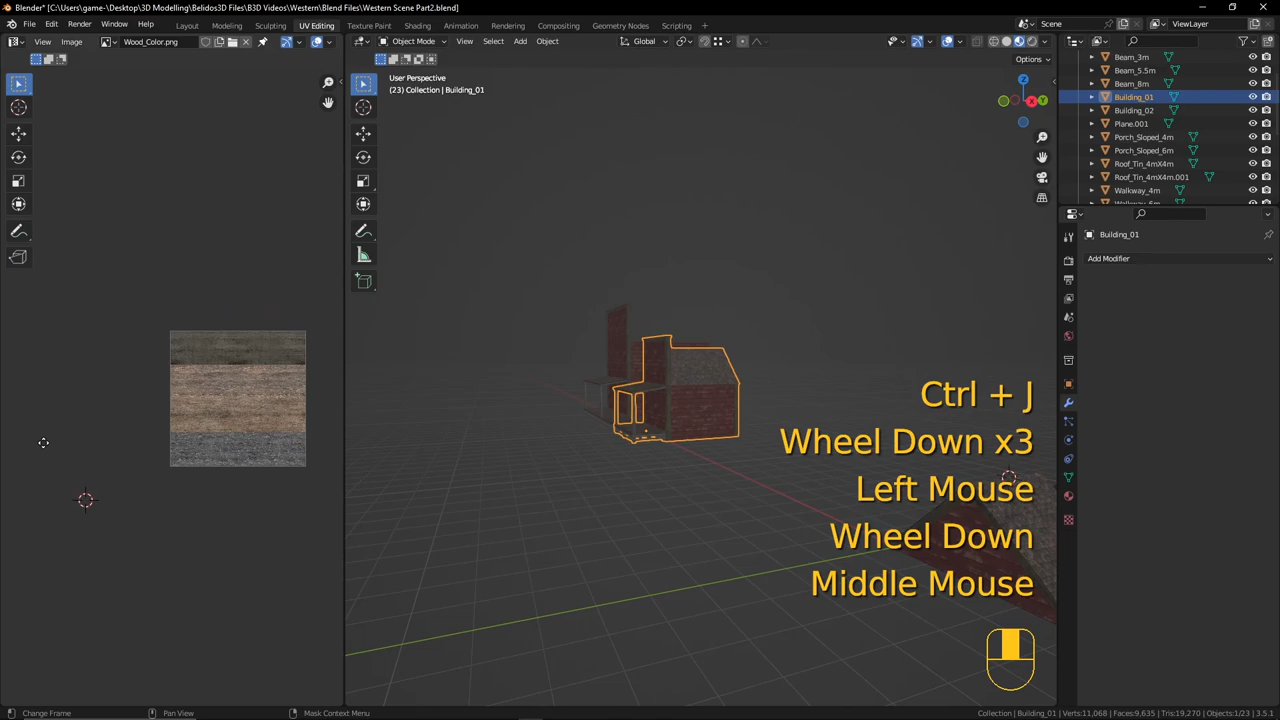 Blender* [C:\Users\game-\Desktop\3D Modelling\Belidos3D Files\B3D Videos\Western\Blend Files\Western Scene Part2.blend]
File Edit Render Window Help Layout Modeling Sculpting UV Editing Texture Paint Shading Animation Rendering Compositing Geometry Nodes Scripting Scene ViewLayer
View Image Wood_Color.png Object Mode View Select Add Object Global
Options
User Perspective
(23) Collection | Building_01
Z
X
Y
Beam_3m
Beam_5.5m
Beam_8m
Building_01
Building_02
Plane.001
Porch_Sloped_4m
Porch_Sloped_6m
Roof_Tin_4mX4m
Roof_Tin_4mX4m.001
Walkway_4m
Walkway_6m
Building_01
Add Modifier
Ctrl + J
Wheel Down x3
Left Mouse
Wheel Down
Middle Mouse
Change Frame Pan View Mask Context Menu Collection | Building_01 | Verts:11,068 | Faces:9,635 | Tris:19,270 | Objects:1/23 | 3.5.1